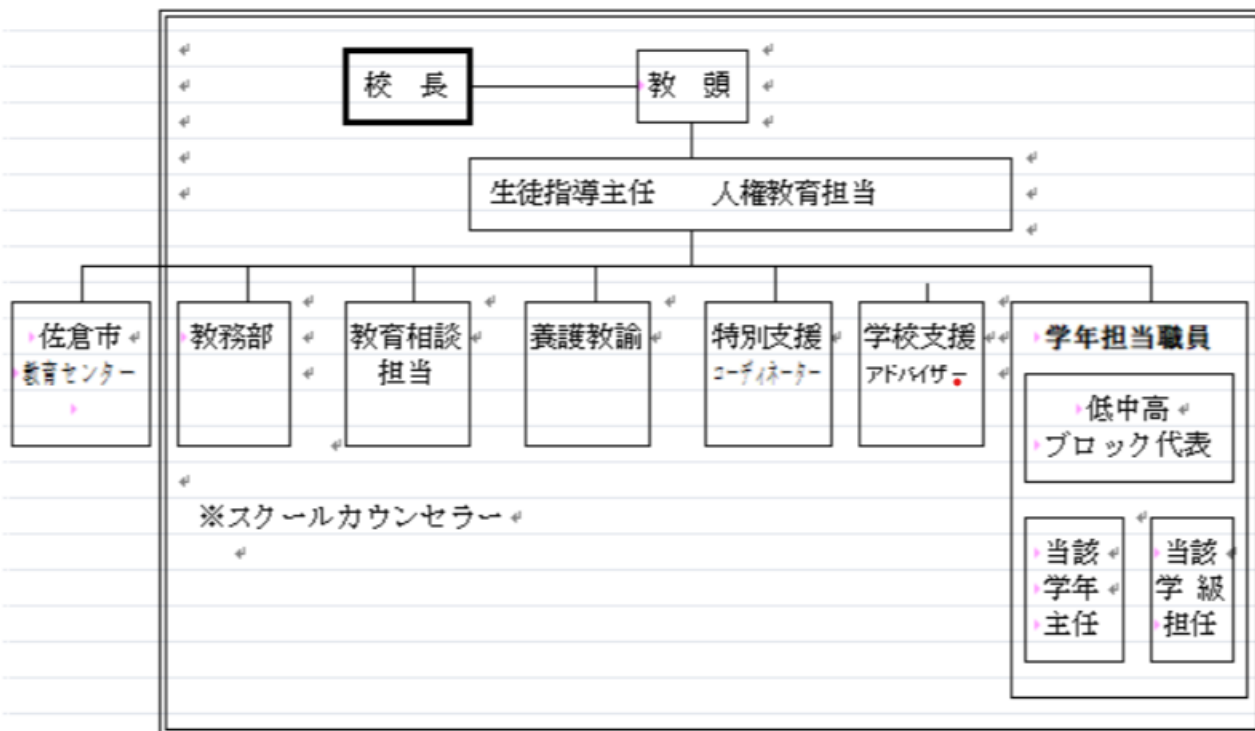 校　長
教　頭
生徒指導主任　　人権教育担当
佐倉市
教育センター
教務部
教育相談
担当
養護教諭
特別支援
コーディネーター
学校支援
アドバイザー
学年担当職員
低中高
ブロック代表
当該
学年
主任
当該
学 級
担任
※スクールカウンセラー